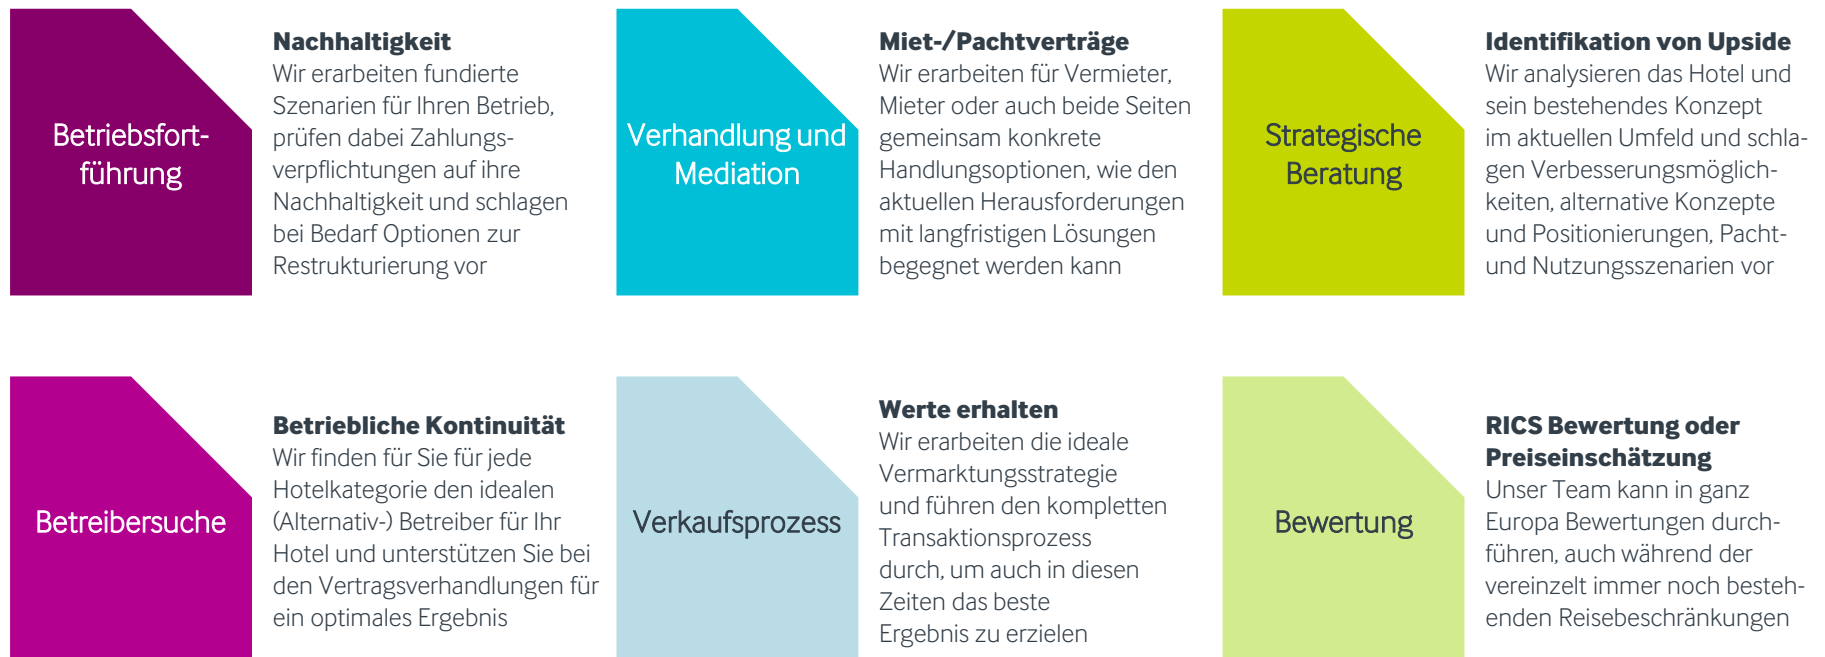 Betriebsfort-
führung
Nachhaltigkeit
Wir erarbeiten fundierte
Szenarien für Ihren Betrieb,
prüfen dabei Zahlungs-
verpflichtungen auf ihre
Nachhaltigkeit und schlagen
bei Bedarf Optionen zur
Restrukturierung vor
Verhandlung und
Mediation
Miet-/Pachtverträge
Wir erarbeiten für Vermieter,
Mieter oder auch beide Seiten
gemeinsam konkrete
Handlungsoptionen, wie den
aktuellen Herausforderungen
mit langfristigen Lösungen
begegnet werden kann
Strategische
Beratung
Identifikation von Upside
Wir analysieren das Hotel und
sein bestehendes Konzept
im aktuellen Umfeld und schla-
gen Verbesserungsmöglich-
keiten, alternative Konzepte
und Positionierungen, Pacht-
und Nutzungsszenarien vor
Betreibersuche
Betriebliche Kontinuität
Wir finden für Sie für jede
Hotelkategorie den idealen
(Alternativ-) Betreiber für Ihr
Hotel und unterstützen Sie bei
den Vertragsverhandlungen für
ein optimales Ergebnis
Verkaufsprozess
Werte erhalten
Wir erarbeiten die ideale
Vermarktungsstrategie
und führen den kompletten
Transaktionsprozess
durch, um auch in diesen
Zeiten das beste
Ergebnis zu erzielen
Bewertung
RICS Bewertung oder
Preiseinschätzung
Unser Team kann in ganz
Europa Bewertungen durch-
führen, auch während der
vereinzelt immer noch besteh-
enden Reisebeschränkungen